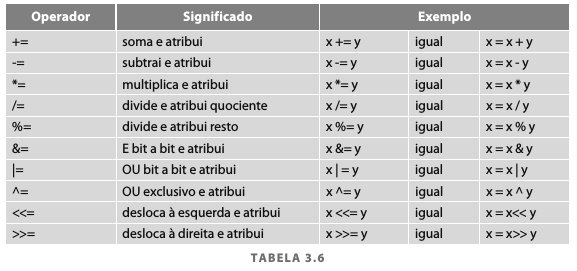 Operador Significado Exemplo
+= soma e atribui x += y igual x = x + y
-= subtrai e atribui x -= y igual x = x - y
*= multiplica e atribui x *= y igual x = x * y
/= divide e atribui quociente x /= y igual x = x / y
%= divide e atribui resto x %= y igual x = x % y
&= E bit a bit e atribui x &= y igual x = x & y
|= OU bit a bit e atribui x | = y igual x = x | y
^= OU exclusivo e atribui x ^= y igual x = x ^ y
<<= desloca à esquerda e atribui x <<= y igual x = x<< y
>>= desloca à direita e atribui x >>= y igual x = x>> y
TABELA 3.6